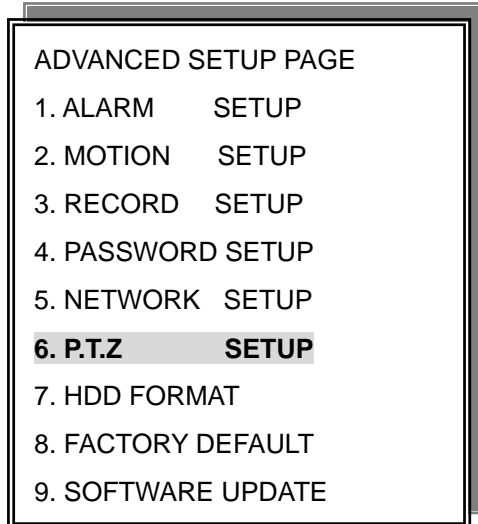 ADVANCED SETUP PAGE
1. ALARM SETUP
2. MOTION SETUP
3. RECORD SETUP
4. PASSWORD SETUP
5. NETWORK SETUP
6. P.T.Z SETUP
7. HDD FORMAT
8. FACTORY DEFAULT
9. SOFTWARE UPDATE